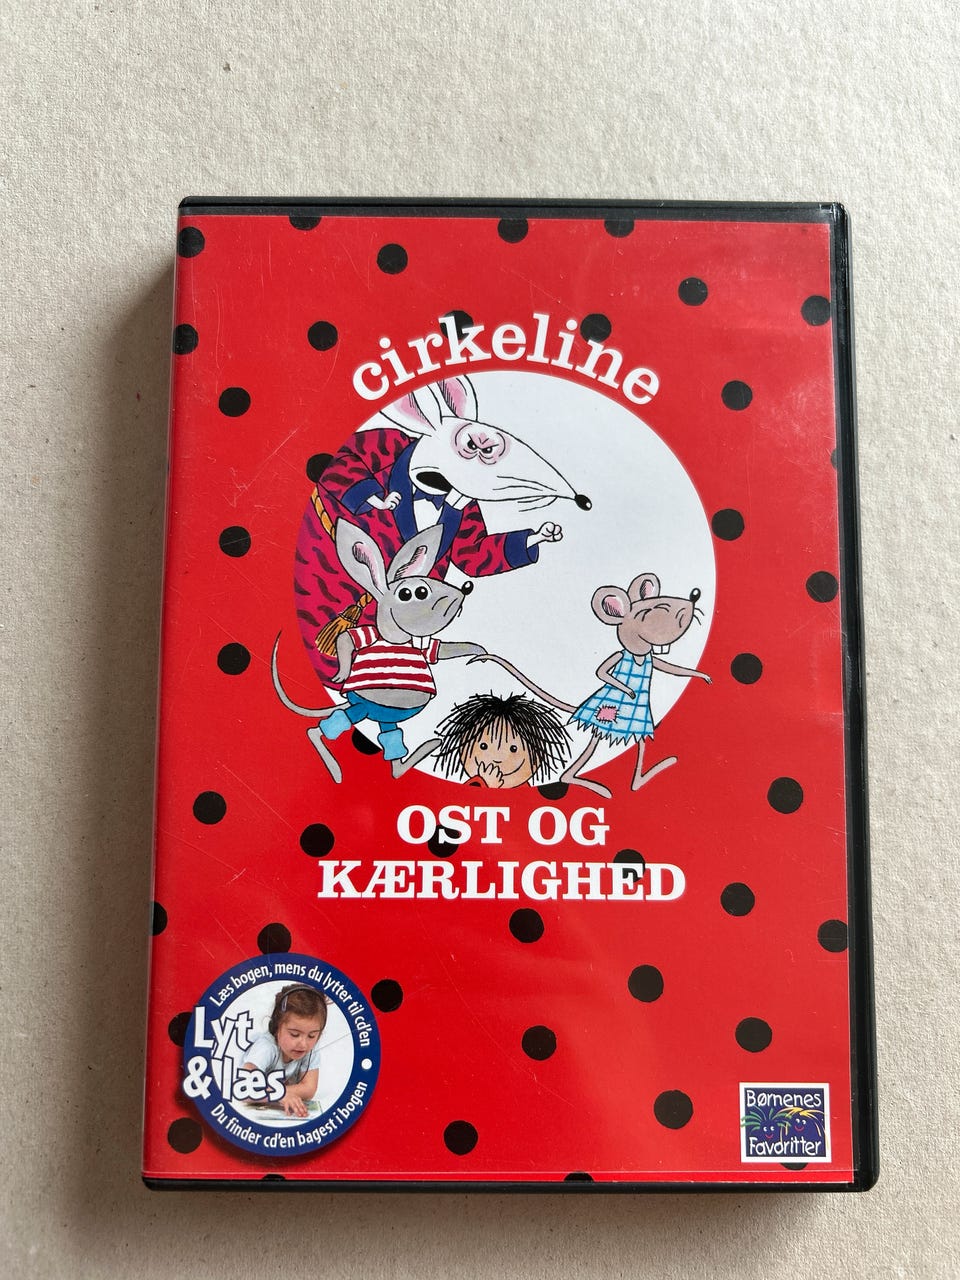 cirkeline
OST OG
KÆRLIGHED
Læs bogen, mens du lytter til cd'en
Lyt
& læs
Du finder cd'en bagest i bogen
Børnenes
Favoritter